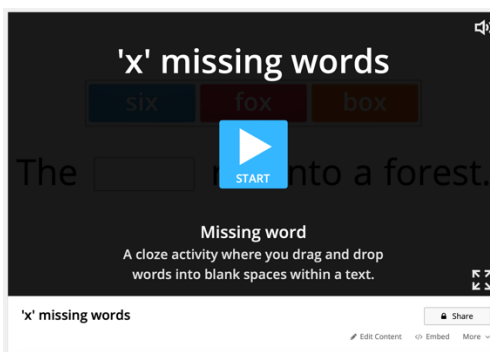 'x' missing words
six fox box
The into a forest.
START
Missing word
A cloze activity where you drag and drop
words into blank spaces within a text.
'x' missing words
Share
Edit Content Embed More